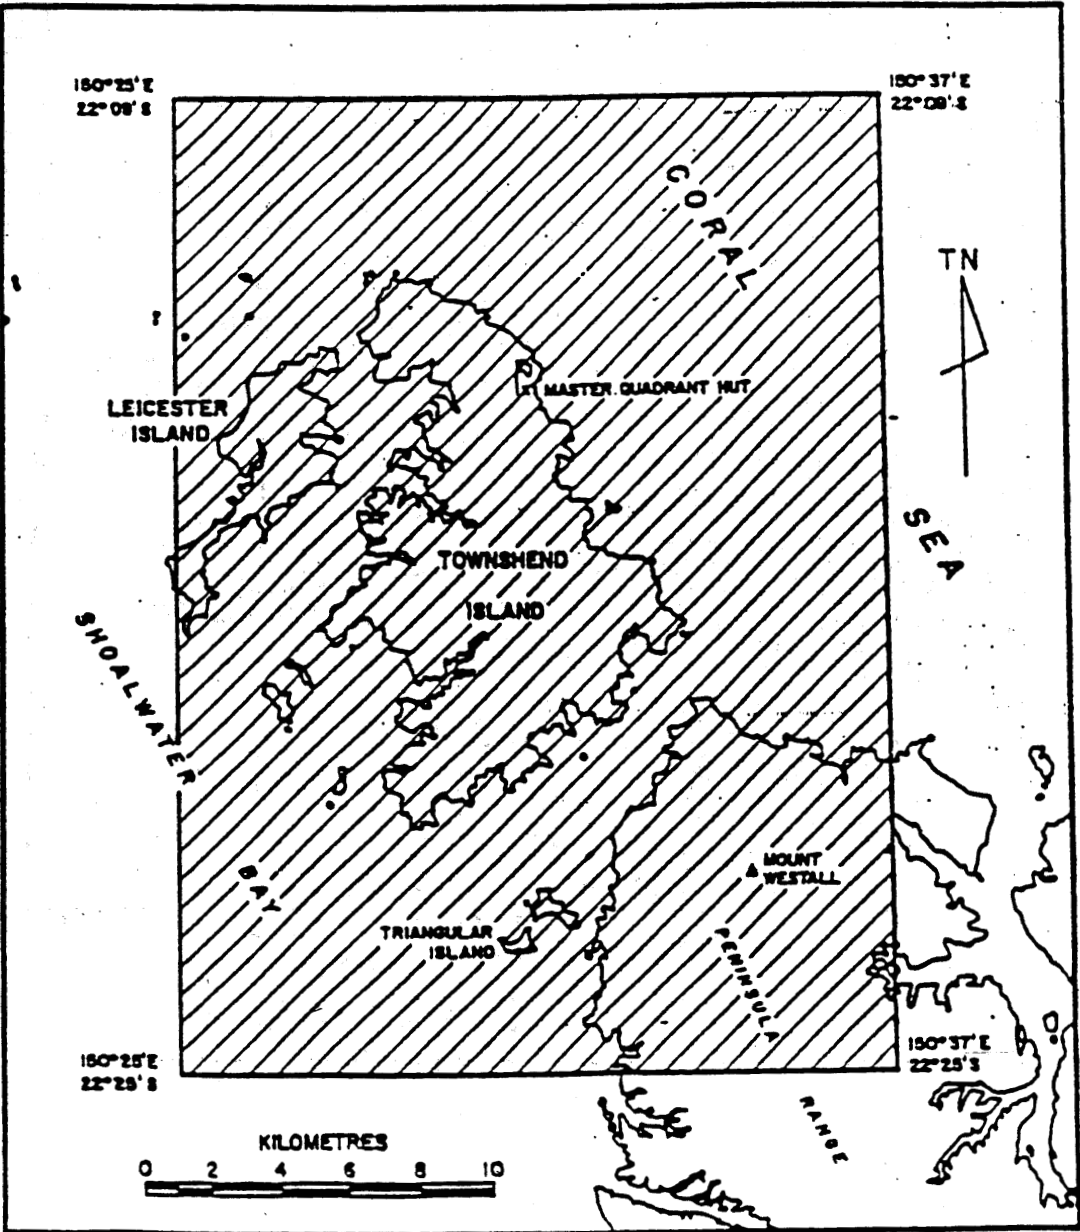 150°25'E
22°09'S
150°37'E
22°09'S
CORAL
TN
MASTER QUADRANT HUT
LEICESTER
ISLAND
SEA
TOWNSHEND
ISLAND
SHOALWATER
BAY
MOUNT
WESTALL
TRIANGULAR
ISLAND
PENINSULA
RANGE
150°25'E
22°25'S
150°37'E
22°25'S
KILOMETRES
0 2 4 6 8 10